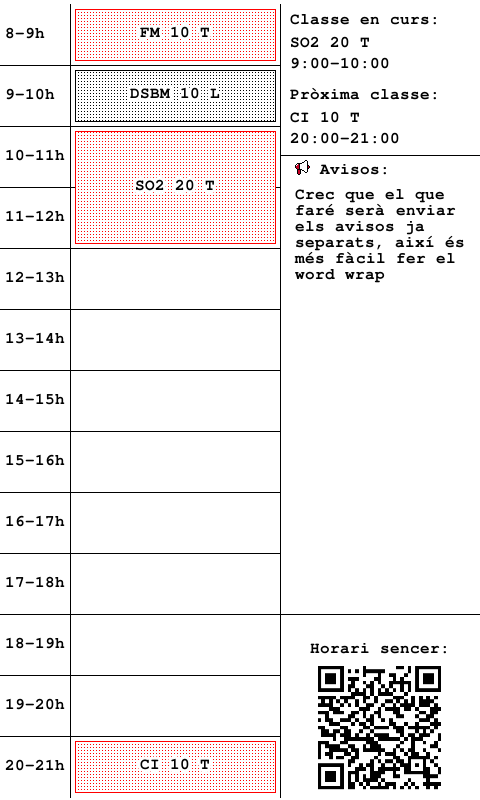 8-9h
FM 10 T
9-10h
DSBM 10 L
10-11h
SO2 20 T
11-12h
12-13h
13-14h
14-15h
15-16h
16-17h
17-18h
18-19h
19-20h
20-21h
CI 10 T
Classe en curs:
SO2 20 T
9:00-10:00
Pròxima classe:
CI 10 T
20:00-21:00
Avisos:
Crec que el que
faré serà enviar
els avisos ja
separats, així és
més fàcil fer el
word wrap
Horari sencer: